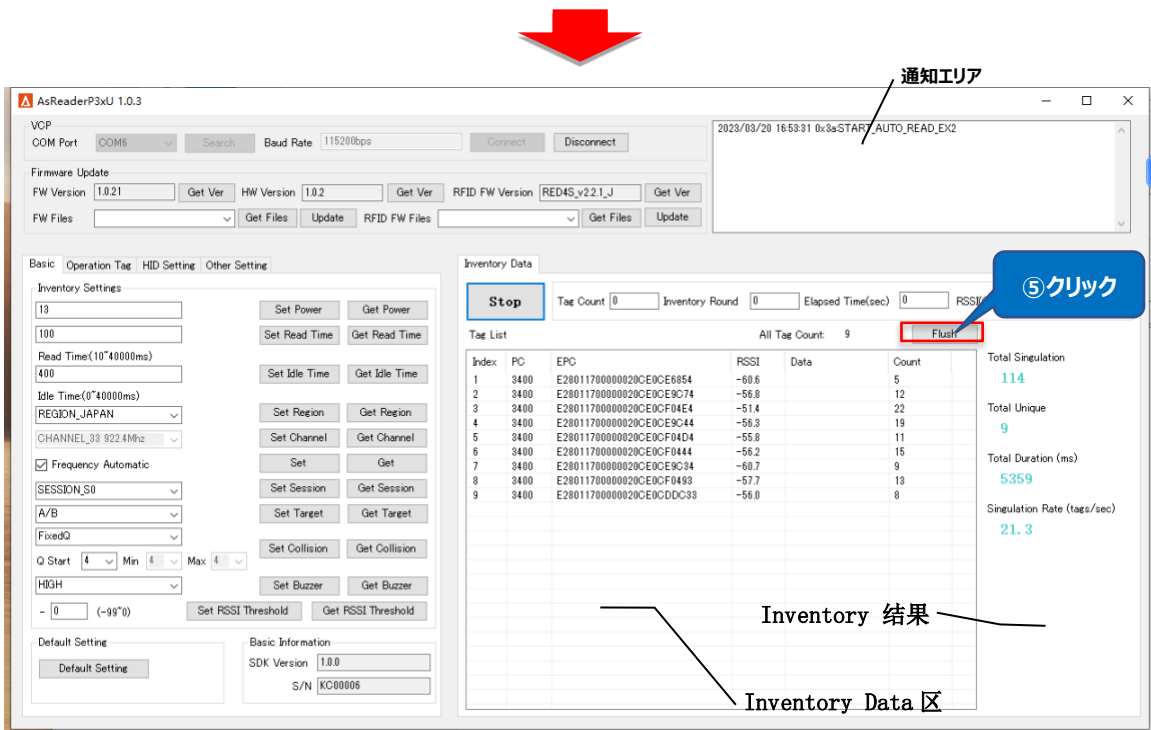 通知エリア
AsReaderP3xU 1.0.3
VCP
COM Port COM6 Search Baud Rate 115200bps Connect Disconnect
2023/03/20 16:53:31 0x3a:START_AUTO_READ_EX2
Firmware Update
FW Version 1.0.21 Get Ver HW Version 1.0.2 Get Ver RFID FW Version RED4S_v2.2.1_J Get Ver
FW Files Get Files Update RFID FW Files Get Files Update
Basic Operation Tag HID Setting Other Setting
Inventory Settings
13 Set Power Get Power
100 Set Read Time Get Read Time
Read Time:(10~40000ms)
400 Set Idle Time Get Idle Time
Idle Time:(0~40000ms)
REGION_JAPAN Set Region Get Region
CHANNEL_33 922.4Mhz Set Channel Get Channel
Frequency Automatic Set Get
SESSION_S0 Set Session Get Session
A/B Set Target Get Target
FixedQ
Set Collision Get Collision
Q Start 4 Min 4 Max 4
HIGH Set Buzzer Get Buzzer
- 0 (-99~0) Set RSSI Threshold Get RSSI Threshold
Default Setting
Default Setting
Basic Information
SDK Version 1.0.0
S/N KC00006
Inventory Data
⑤クリック
Stop Tag Count 0 Inventory Round 0 Elapsed Time(sec) 0
Tag List All Tag Count: 9 Flush
Index PC EPC RSSI Data Count
1 3400 E28011700000020CE0CE6854 -60.6 5
2 3400 E28011700000020CE0CE9C74 -56.8 12
3 3400 E28011700000020CE0CF04E4 -51.4 22
4 3400 E28011700000020CE0CE9C44 -56.3 19
5 3400 E28011700000020CE0CF04D4 -55.8 11
6 3400 E28011700000020CE0CF0444 -56.2 15
7 3400 E28011700000020CE0CE9C34 -60.7 9
8 3400 E28011700000020CE0CF0493 -57.7 13
9 3400 E28011700000020CE0CDDC33 -56.0 8
Total Singulation
114
Total Unique
9
Total Duration (ms)
5359
Singulation Rate (tags/sec)
21.3
Inventory 结果
Inventory Data 区